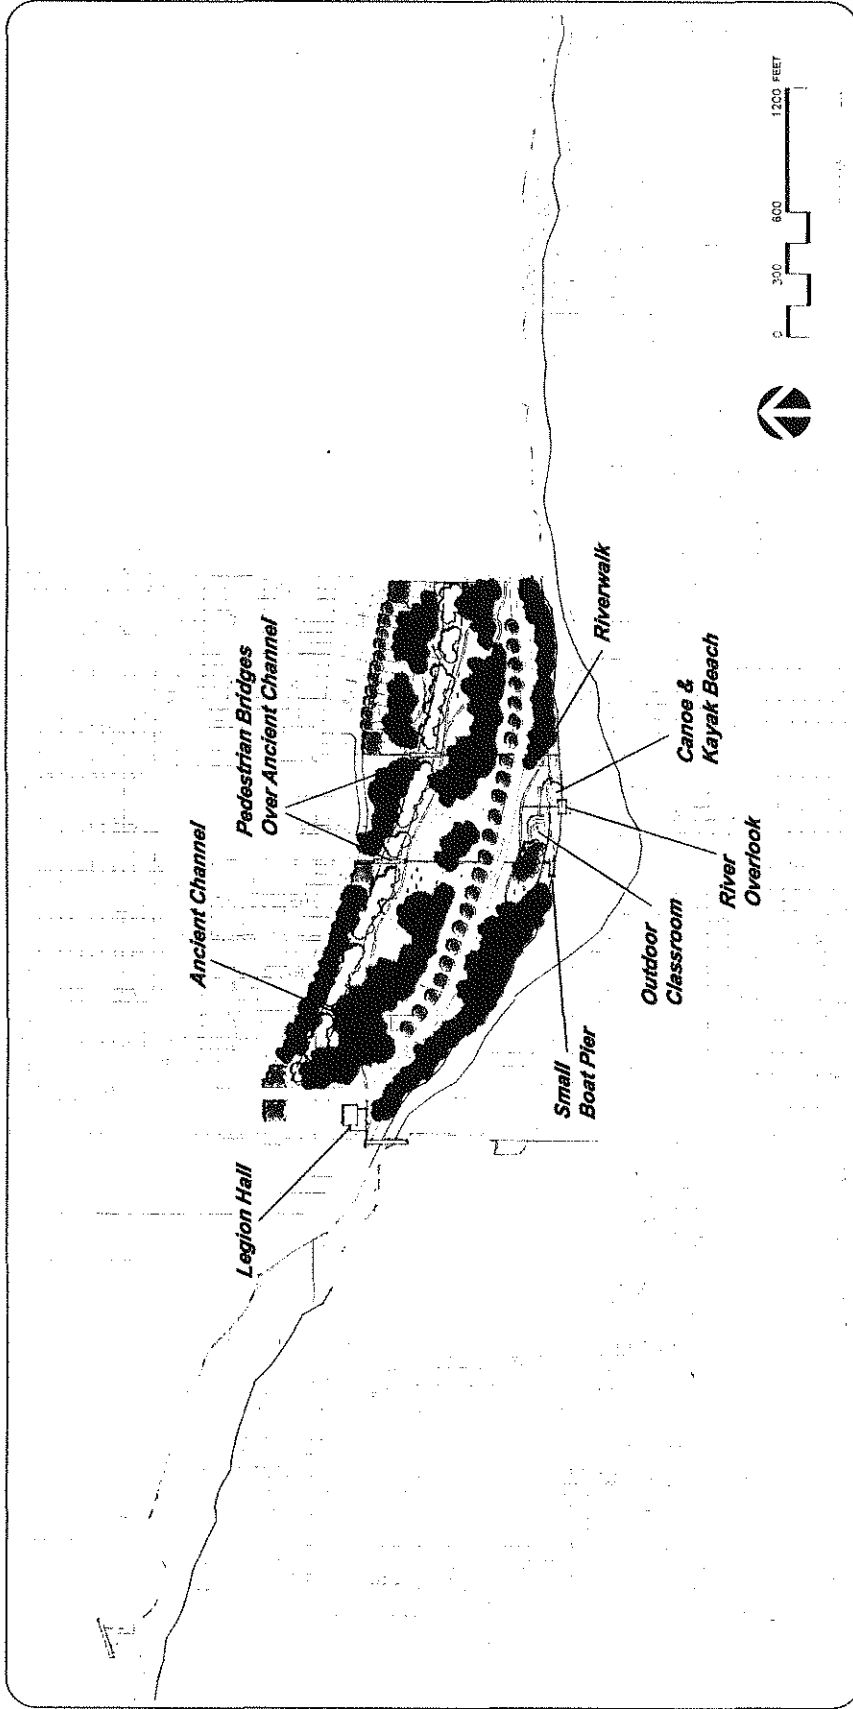 Legion Hall
Ancient Channel
Pedestrian Bridges
Over Ancient Channel
Small
Boat Pier
Outdoor
Classroom
River
Overlook
Canoe &
Kayak Beach
Riverwalk
0 300 600 1200 FEET